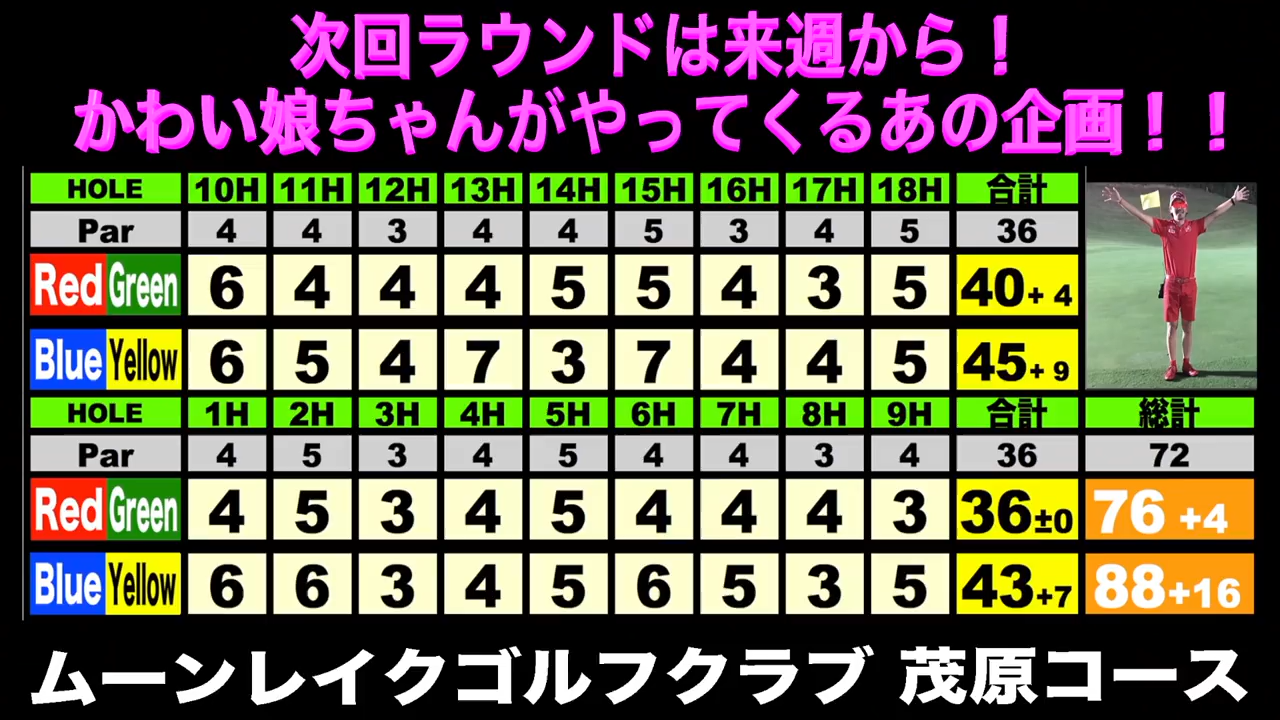 次回ラウンドは来週から！
かわい娘ちゃんがやってくるあの企画！！
HOLE 10H 11H 12H 13H 14H 15H 16H 17H 18H 合計
Par 4 4 3 4 4 5 3 4 5 36
Red Green 6 4 4 4 5 5 4 3 5 40+ 4
Blue Yellow 6 5 4 7 3 7 4 4 5 45+ 9
HOLE 1H 2H 3H 4H 5H 6H 7H 8H 9H 合計 総計
Par 4 5 3 4 5 4 4 3 4 36 72
Red Green 4 5 3 4 5 4 4 4 3 36±0 76 +4
Blue Yellow 6 6 3 4 5 6 5 3 5 43+7 88+16
ムーンレイクゴルフクラブ 茂原コース